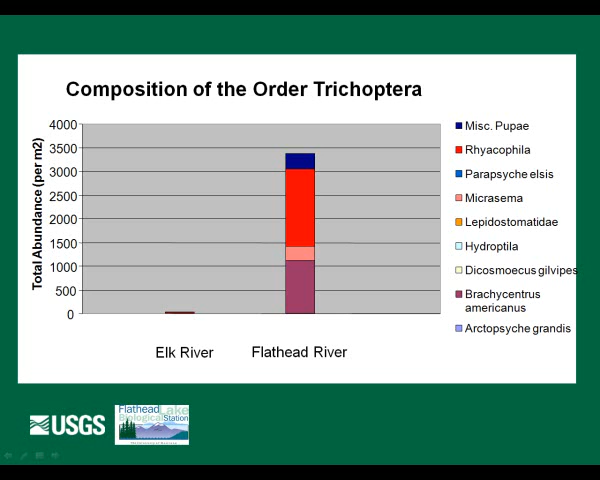 Composition of the Order Trichoptera
Total Abundance (per m2)
4000
3500
3000
2500
2000
1500
1000
500
0
Elk River
Flathead River
Misc. Pupae
Rhyacophila
Parapsyche elsis
Micrasema
Lepidostomatidae
Hydroptila
Dicosmoecus gilvipes
Brachycentrus
americanus
Arctopsyche grandis
USGS
Flathead Lake
Biological Station